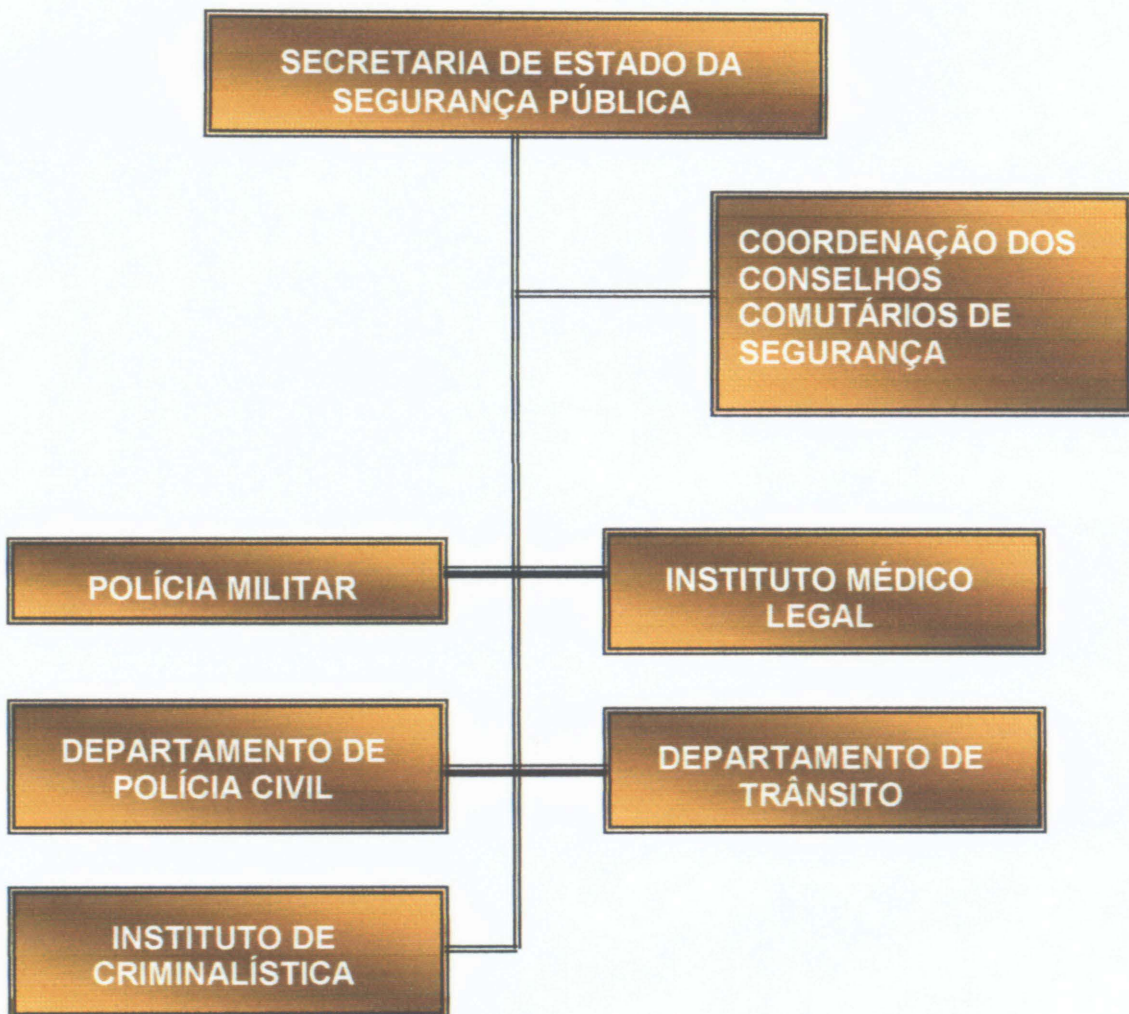 SECRETARIA DE ESTADO DA
SEGURANÇA PÚBLICA
COORDENAÇÃO DOS
CONSELHOS
COMUTÁRIOS DE
SEGURANÇA
POLÍCIA MILITAR
INSTITUTO MÉDICO
LEGAL
DEPARTAMENTO DE
POLÍCIA CIVIL
DEPARTAMENTO DE
TRÂNSITO
INSTITUTO DE
CRIMINALÍSTICA